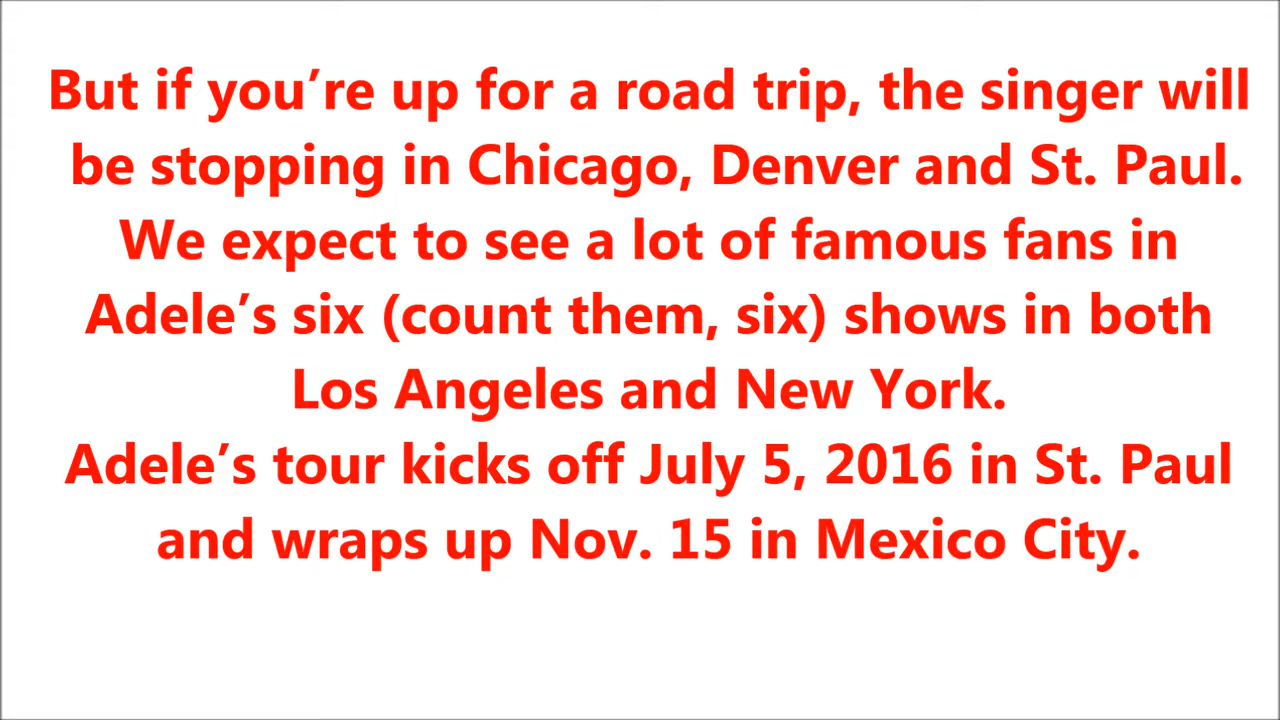 But if you’re up for a road trip, the singer will
be stopping in Chicago, Denver and St. Paul.
We expect to see a lot of famous fans in
Adele’s six (count them, six) shows in both
Los Angeles and New York.
Adele’s tour kicks off July 5, 2016 in St. Paul
and wraps up Nov. 15 in Mexico City.